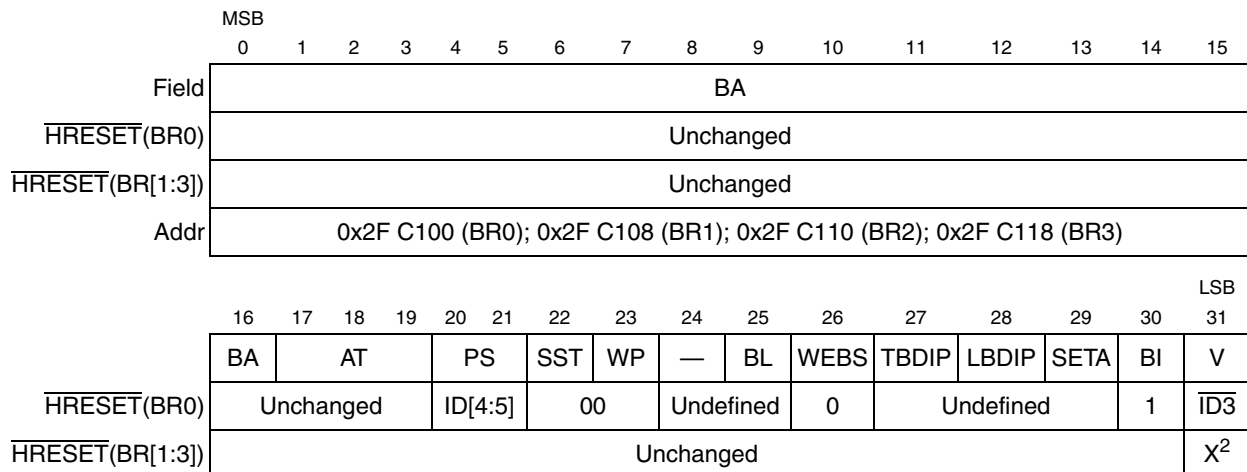 MSB
0 1 2 3 4 5 6 7 8 9 10 11 12 13 14 15
Field BA
HRESET(BR0) Unchanged
HRESET(BR[1:3]) Unchanged
Addr 0x2F C100 (BR0); 0x2F C108 (BR1); 0x2F C110 (BR2); 0x2F C118 (BR3)
LSB
16 17 18 19 20 21 22 23 24 25 26 27 28 29 30 31
BA AT PS SST WP — BL WEBS TBDIP LBDIP SETA BI V
HRESET(BR0) Unchanged ID[4:5] 00 Undefined 0 Undefined 1 ID3
HRESET(BR[1:3]) Unchanged X2